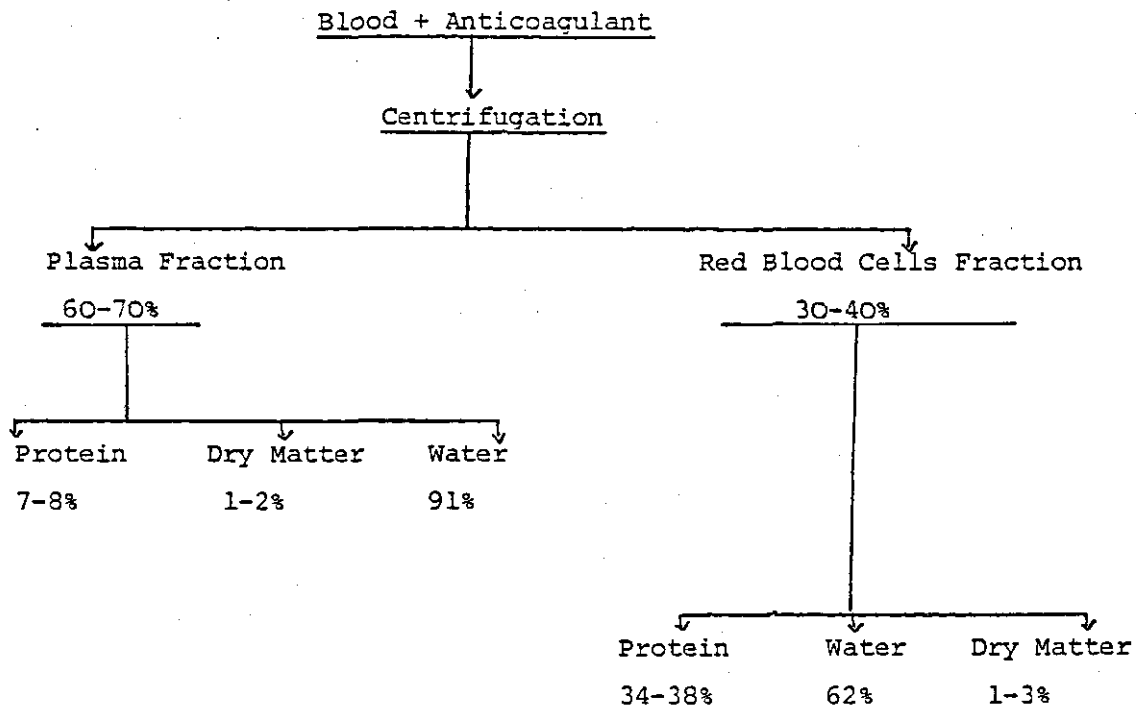 Blood + Anticoagulant
Centrifugation
Plasma Fraction
60-70%
Red Blood Cells Fraction
30-40%
Protein Dry Matter Water
7-8% 1-2% 91%
Protein Water Dry Matter
34-38% 62% 1-3%